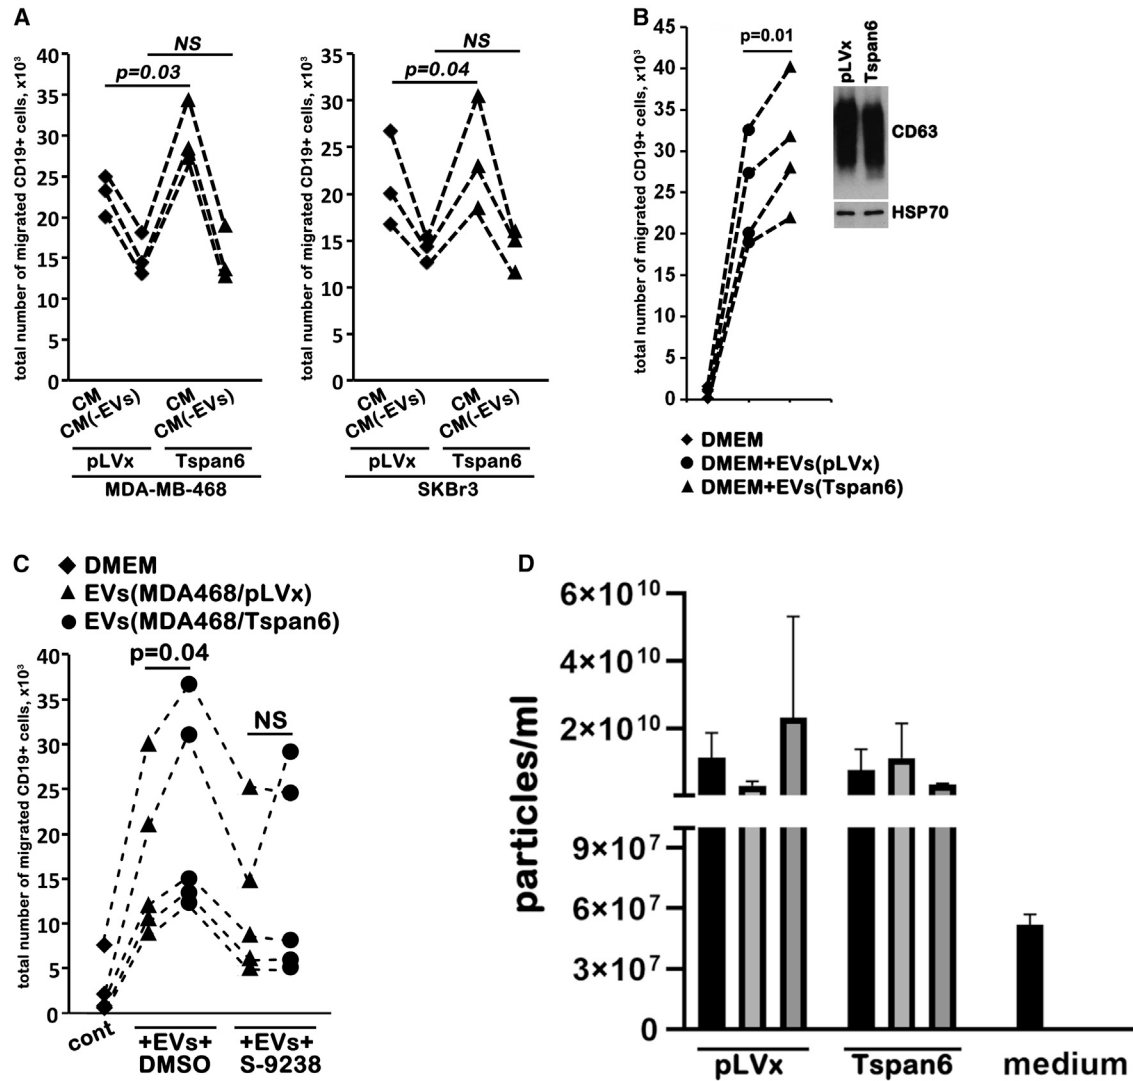 A
total number of migrated CD19+ cells, x10³
40
35
30
25
20
15
10
5
0
p=0.03
NS
CM
CM(-EVs)
CM
CM(-EVs)
pLVx
Tspan6
MDA-MB-468
total number of migrated CD19+ cells, x10³
35
30
25
20
15
10
5
0
p=0.04
NS
CM
CM(-EVs)
CM
CM(-EVs)
pLVx
Tspan6
SKBr3
B
total number of migrated CD19+ cells, x10³
45
40
35
30
25
20
15
10
5
0
p=0.01
pLVx
Tspan6
CD63
HSP70
DMEM
DMEM+EVs(pLVx)
DMEM+EVs(Tspan6)
C
DMEM
EVs(MDA468/pLVx)
EVs(MDA468/Tspan6)
total number of migrated CD19+ cells, x10³
40
35
30
25
20
15
10
5
0
p=0.04
NS
cont
+EVs+
DMSO
+EVs+
S-9238
D
particles/ml
6×10¹⁰
4×10¹⁰
2×10¹⁰
9×10⁷
6×10⁷
3×10⁷
0
pLVx
Tspan6
medium